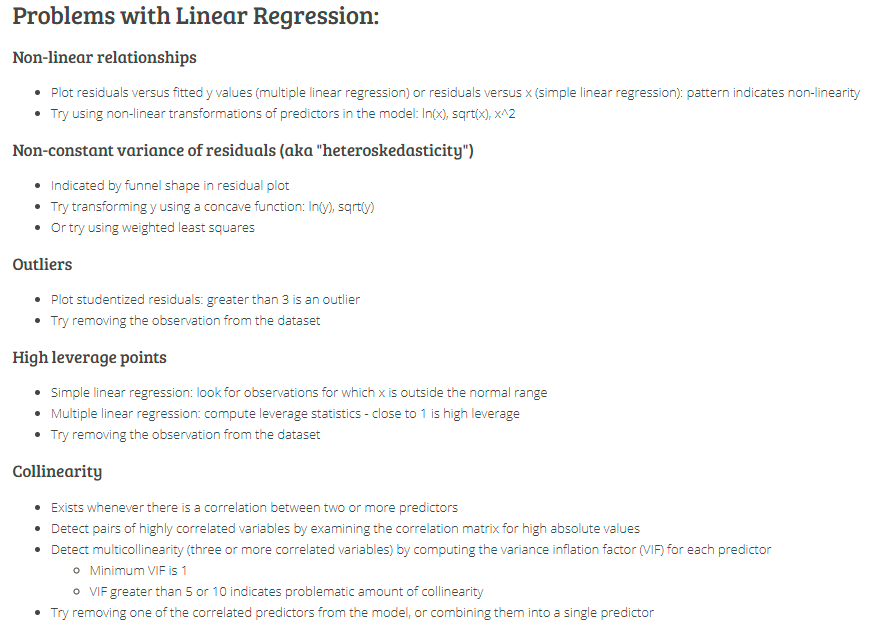 Problems with Linear Regression:
Non-linear relationships
Plot residuals versus fitted y values (multiple linear regression) or residuals versus x (simple linear regression): pattern indicates non-linearity
Try using non-linear transformations of predictors in the model: ln(x), sqrt(x), x^2
Non-constant variance of residuals (aka "heteroskedasticity")
Indicated by funnel shape in residual plot
Try transforming y using a concave function: ln(y), sqrt(y)
Or try using weighted least squares
Outliers
Plot studentized residuals: greater than 3 is an outlier
Try removing the observation from the dataset
High leverage points
Simple linear regression: look for observations for which x is outside the normal range
Multiple linear regression: compute leverage statistics - close to 1 is high leverage
Try removing the observation from the dataset
Collinearity
Exists whenever there is a correlation between two or more predictors
Detect pairs of highly correlated variables by examining the correlation matrix for high absolute values
Detect multicollinearity (three or more correlated variables) by computing the variance inflation factor (VIF) for each predictor
Minimum VIF is 1
VIF greater than 5 or 10 indicates problematic amount of collinearity
Try removing one of the correlated predictors from the model, or combining them into a single predictor